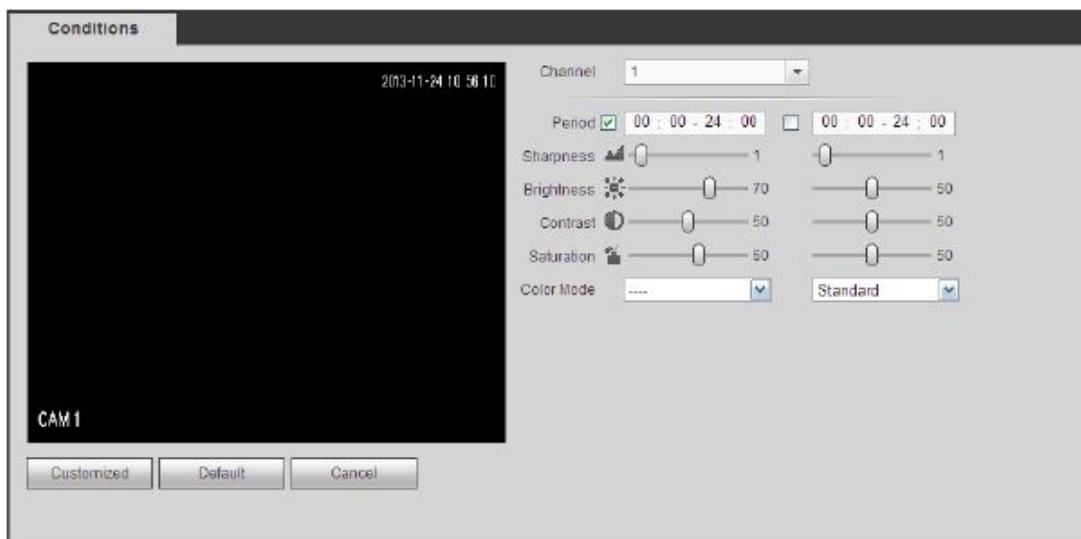 Conditions
2013-11-24 10 56 10
CAM 1
Customized Default Cancel
Channel 1
Period 00 : 00 - 24 : 00 00 : 00 - 24 : 00
Sharpness 1 1
Brightness 70 50
Contrast 50 50
Saturation 60 50
Color Mode ---- Standard